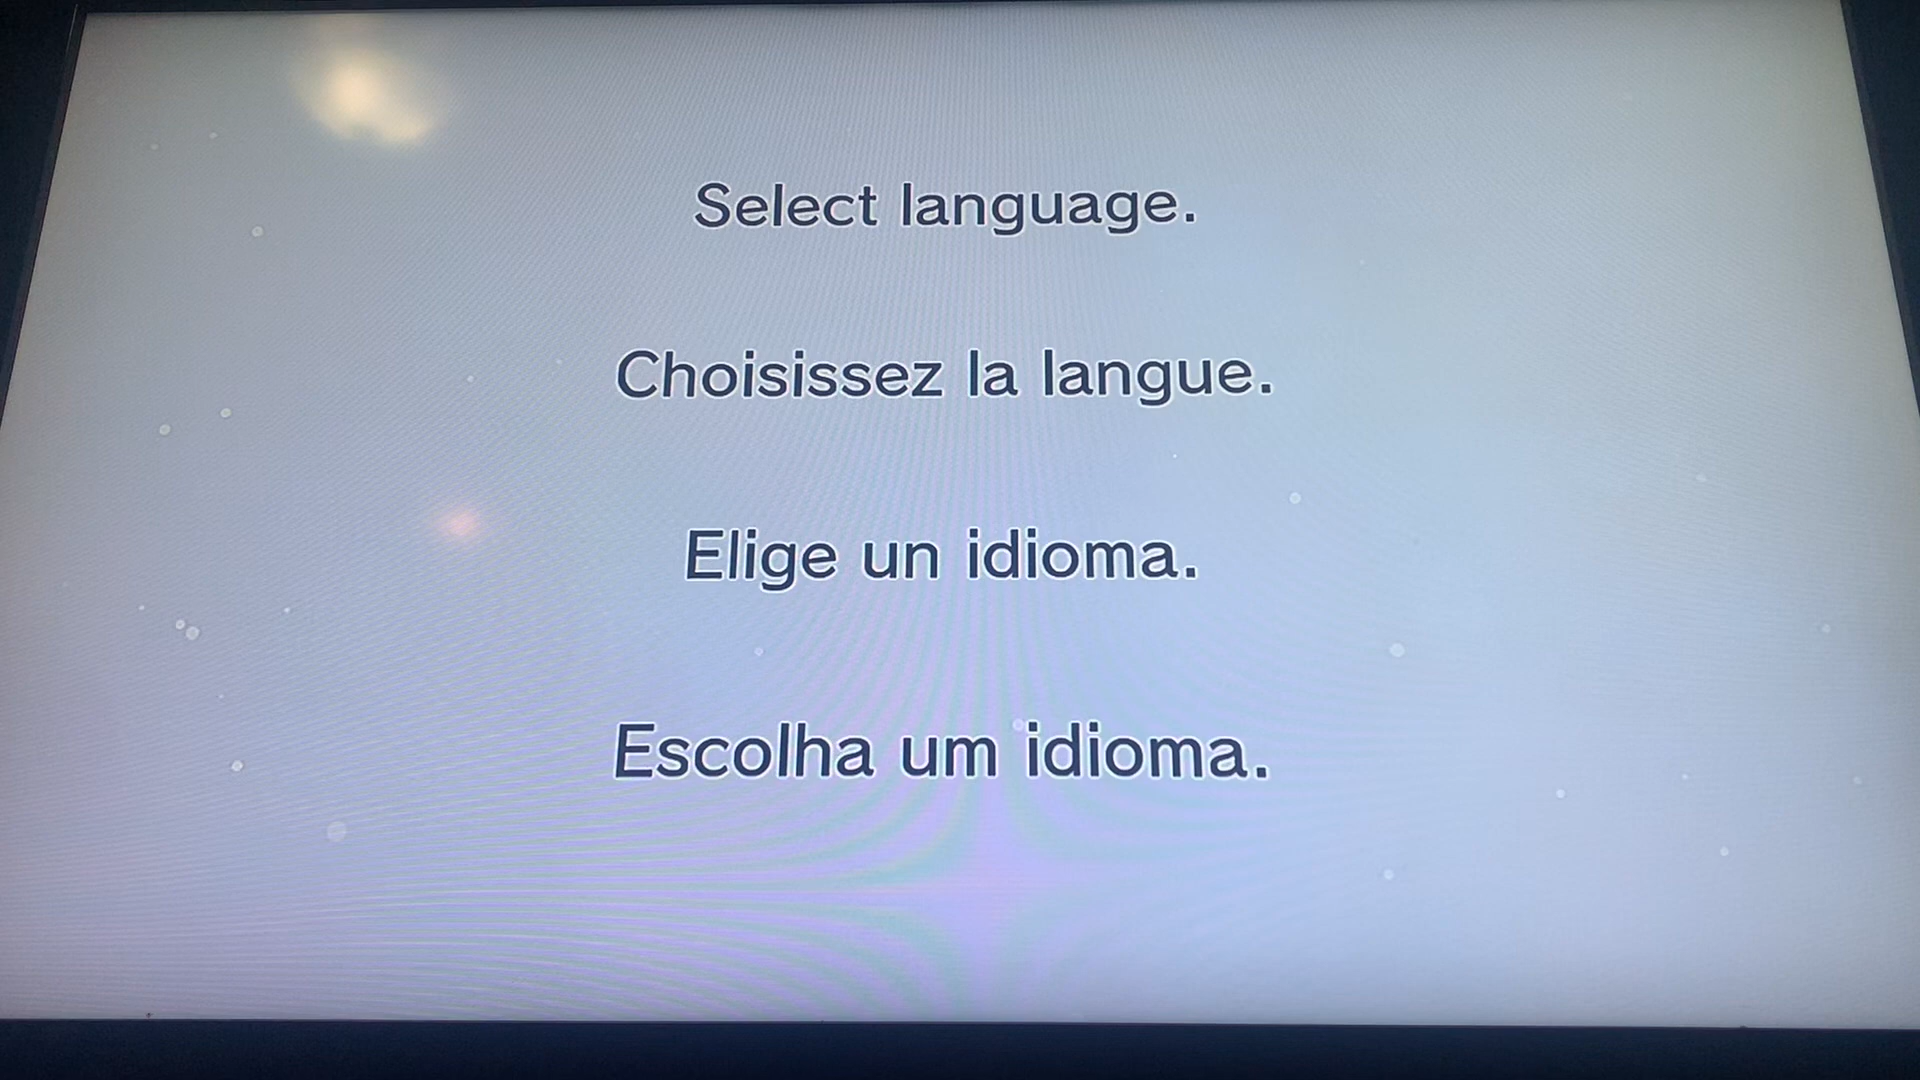 Select language.
Choisissez la langue.
Elige un idioma.
Escolha um idioma.